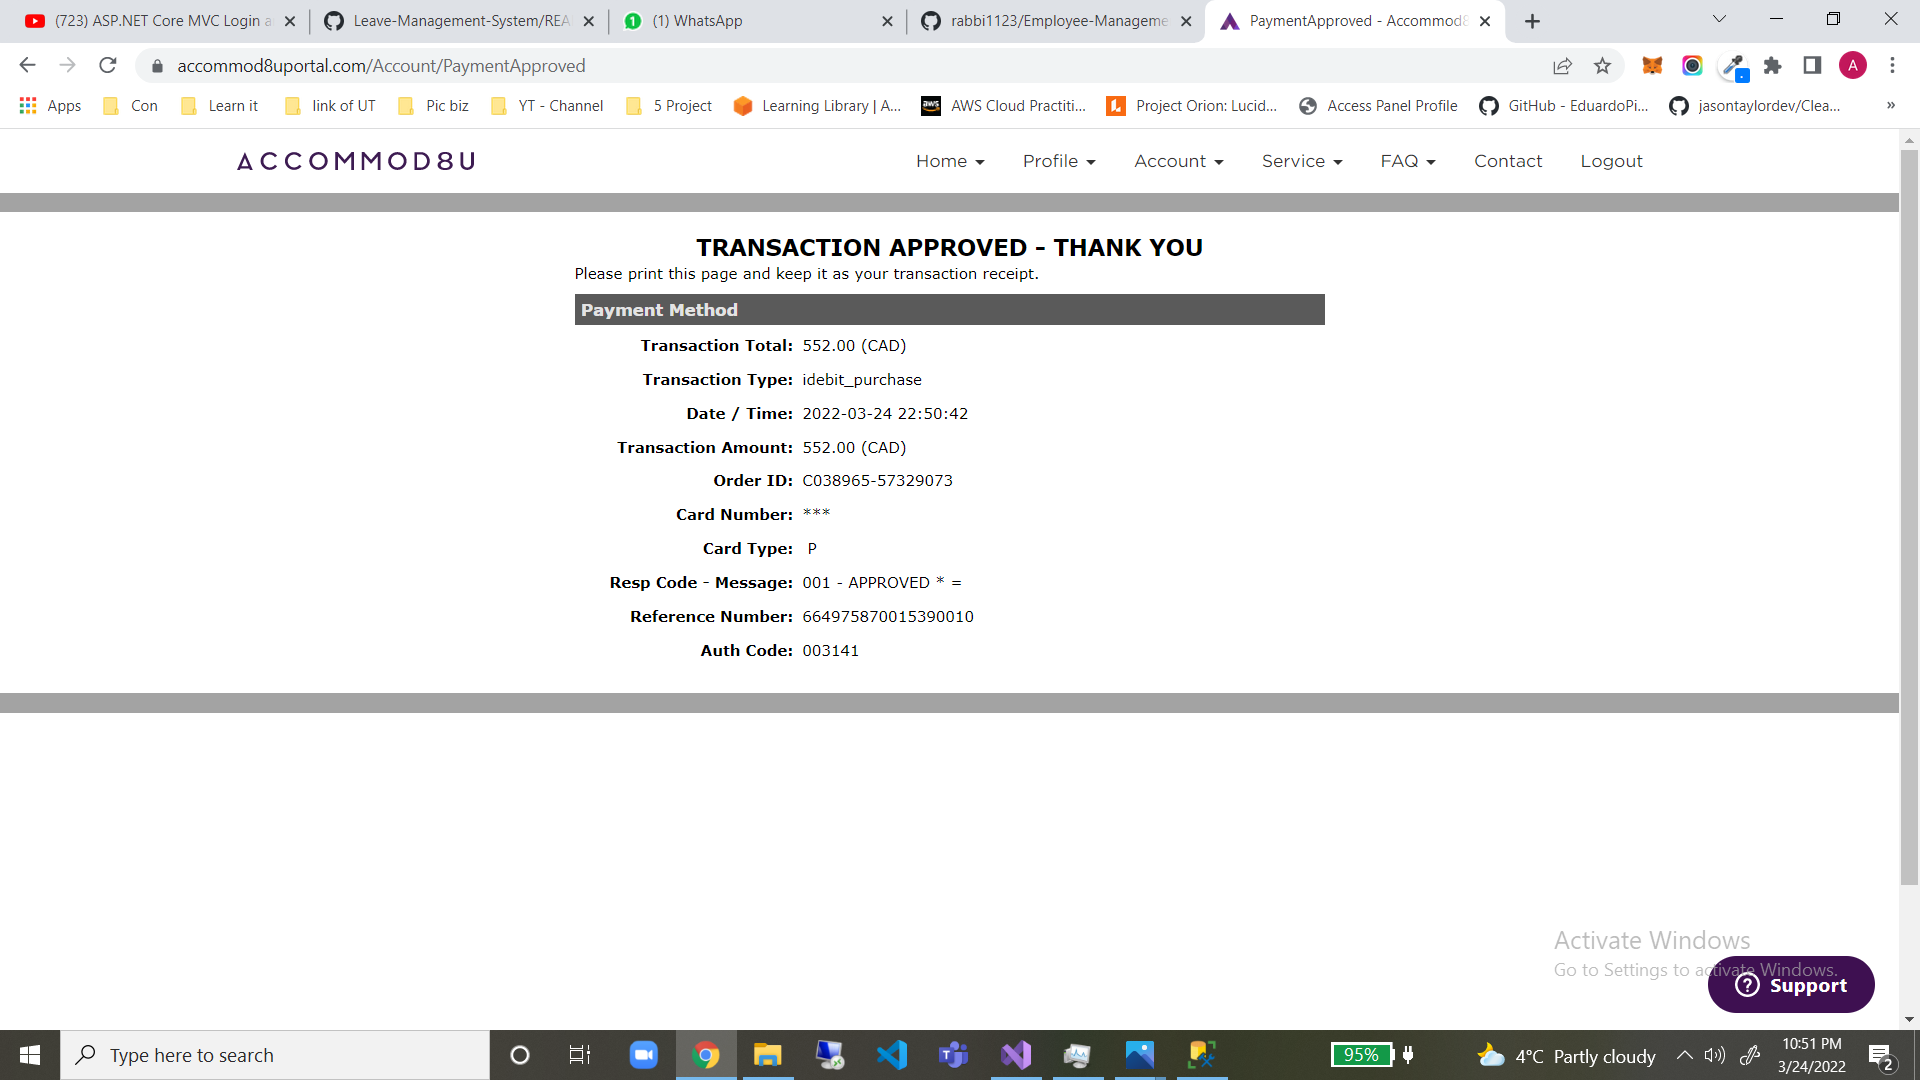 (723) ASP.NET Core MVC Login a
Leave-Management-System/REA
(1) WhatsApp
rabbi1123/Employee-Manageme
PaymentApproved - Accommod8
accommod8uportal.com/Account/PaymentApproved
A
Apps
Con
Learn it
link of UT
Pic biz
YT - Channel
5 Project
Learning Library | A...
aws
AWS Cloud Practiti...
Project Orion: Lucid...
Access Panel Profile
GitHub - EduardoPi...
jasontaylordev/Clea...
»
ACCOMMOD8U
Home
Profile
Account
Service
FAQ
Contact
Logout
TRANSACTION APPROVED - THANK YOU
Please print this page and keep it as your transaction receipt.
Payment Method
Transaction Total: 552.00 (CAD)
Transaction Type: idebit_purchase
Date / Time: 2022-03-24 22:50:42
Transaction Amount: 552.00 (CAD)
Order ID: C038965-57329073
Card Number: ***
Card Type: P
Resp Code - Message: 001 - APPROVED * =
Reference Number: 664975870015390010
Auth Code: 003141
Activate Windows
Go to Settings to activate Windows.
Support
Type here to search
95%
4°C Partly cloudy
10:51 PM
3/24/2022
2